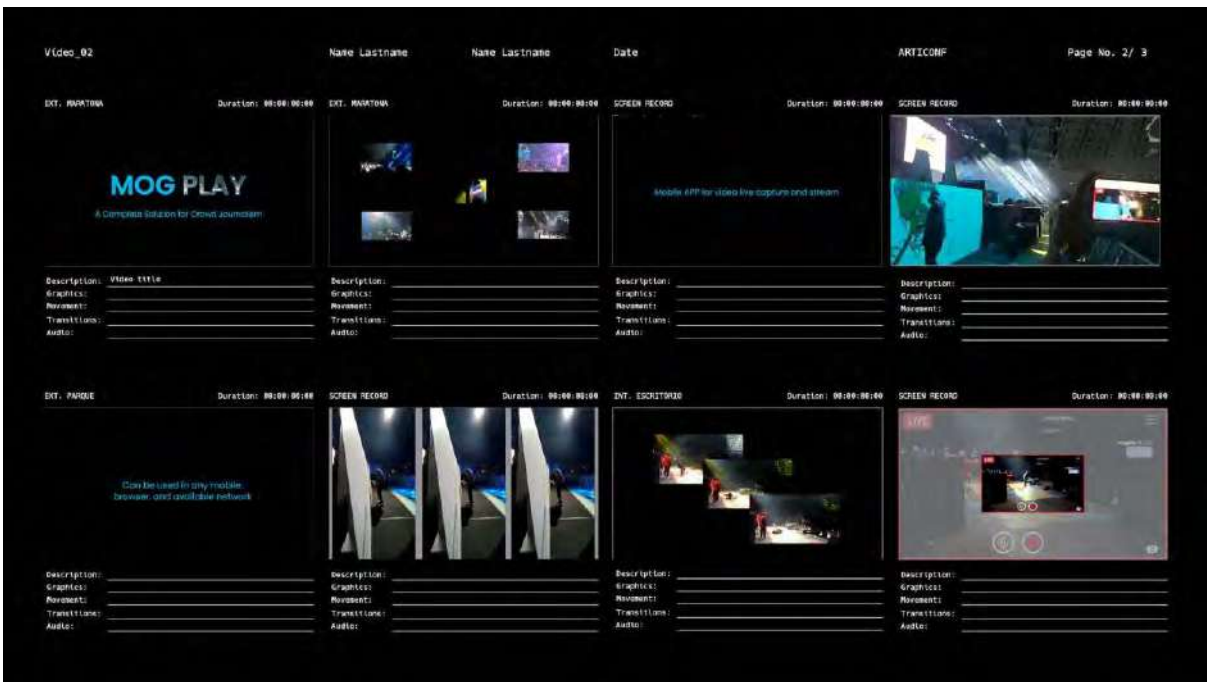 Video_02 Name Lastname Name Lastname Date ARTICONF Page No. 2/ 3
EXT. MARATONA Duration: 00:00:00:00 EXT. MARATONA Duration: 00:00:00:00 SCREEN RECORD Duration: 00:00:00:00 SCREEN RECORD Duration: 00:00:00:00
MOG PLAY
A Complete Solution for Crowd Journalism
Mobile APP for video live capture and stream
Description: Video title Description: Description: Description:
Graphics: Graphics: Graphics: Graphics:
Movement: Movement: Movement: Movement:
Transitions: Transitions: Transitions: Transitions:
Audio: Audio: Audio: Audio:
EXT. PARQUE Duration: 00:00:00:00 SCREEN RECORD Duration: 00:00:00:00 INT. ESCRITORIO Duration: 00:00:00:00 SCREEN RECORD Duration: 00:00:00:00
LIVE
Can be used in any mobile
browser, and available network
Description: Description: Description: Description:
Graphics: Graphics: Graphics: Graphics:
Movement: Movement: Movement: Movement:
Transitions: Transitions: Transitions: Transitions:
Audio: Audio: Audio: Audio: